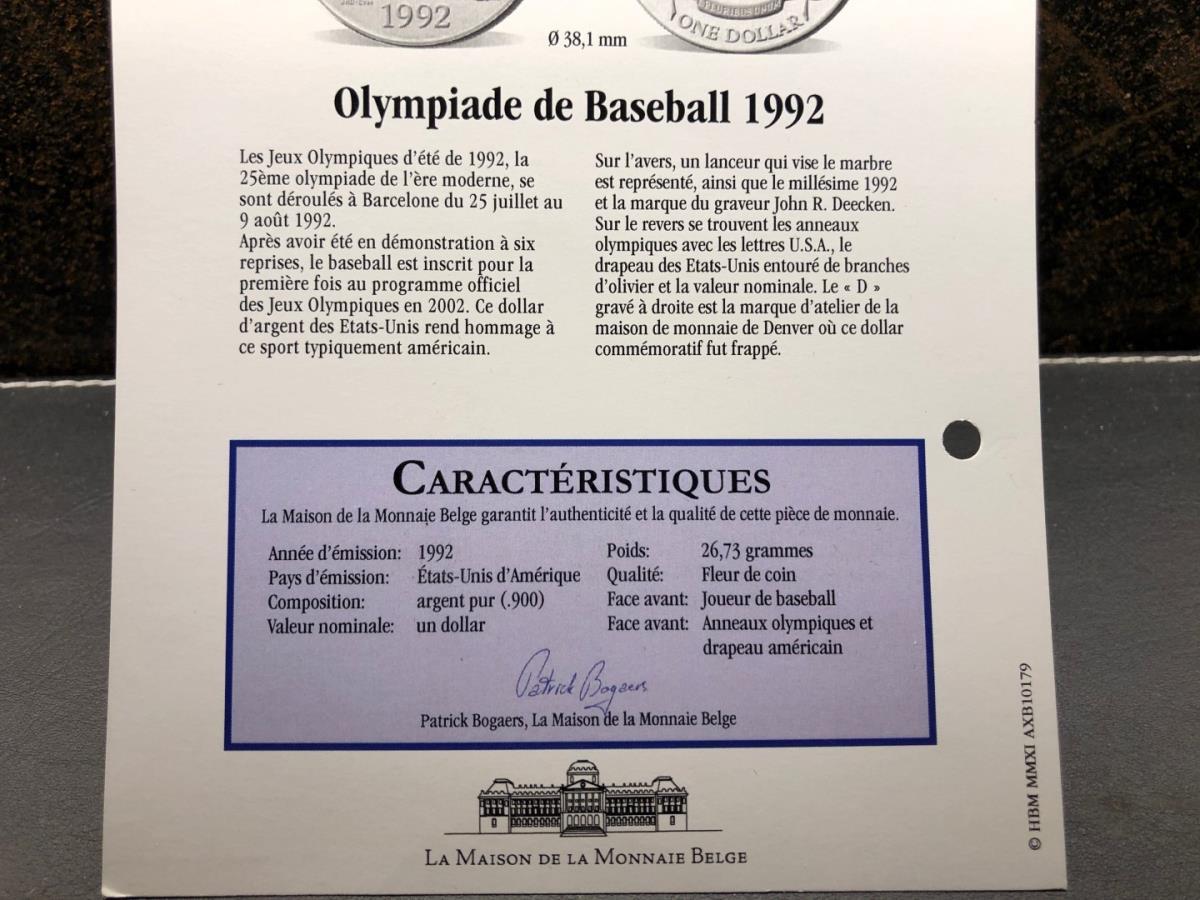 1992
PLURIBUS UNUM
ONE DOLLAR
Ø 38,1 mm
Olympiade de Baseball 1992
Les Jeux Olympiques d'été de 1992, la
25ème olympiade de l'ère moderne, se
sont déroulés à Barcelone du 25 juillet au
9 août 1992.
Après avoir été en démonstration à six
reprises, le baseball est inscrit pour la
première fois au programme officiel
des Jeux Olympiques en 2002. Ce dollar
d'argent des Etats-Unis rend hommage à
ce sport typiquement américain.
Sur l'avers, un lanceur qui vise le marbre
est représenté, ainsi que le millésime 1992
et la marque du graveur John R. Deecken.
Sur le revers se trouvent les anneaux
olympiques avec les lettres U.S.A., le
drapeau des Etats-Unis entouré de branches
d'olivier et la valeur nominale. Le « D »
gravé à droite est la marque d'atelier de la
maison de monnaie de Denver où ce dollar
commémoratif fut frappé.
CARACTÉRISTIQUES
La Maison de la Monnaie Belge garantit l'authenticité et la qualité de cette pièce de monnaie.
Année d'émission: 1992
Pays d'émission: États-Unis d'Amérique
Composition: argent pur (.900)
Valeur nominale: un dollar
Poids: 26,73 grammes
Qualité: Fleur de coin
Face avant: Joueur de baseball
Face avant: Anneaux olympiques et
drapeau américain
Patrick Bogaers
Patrick Bogaers, La Maison de la Monnaie Belge
LA MAISON DE LA MONNAIE BELGE
© HBM MMXI AXB10179